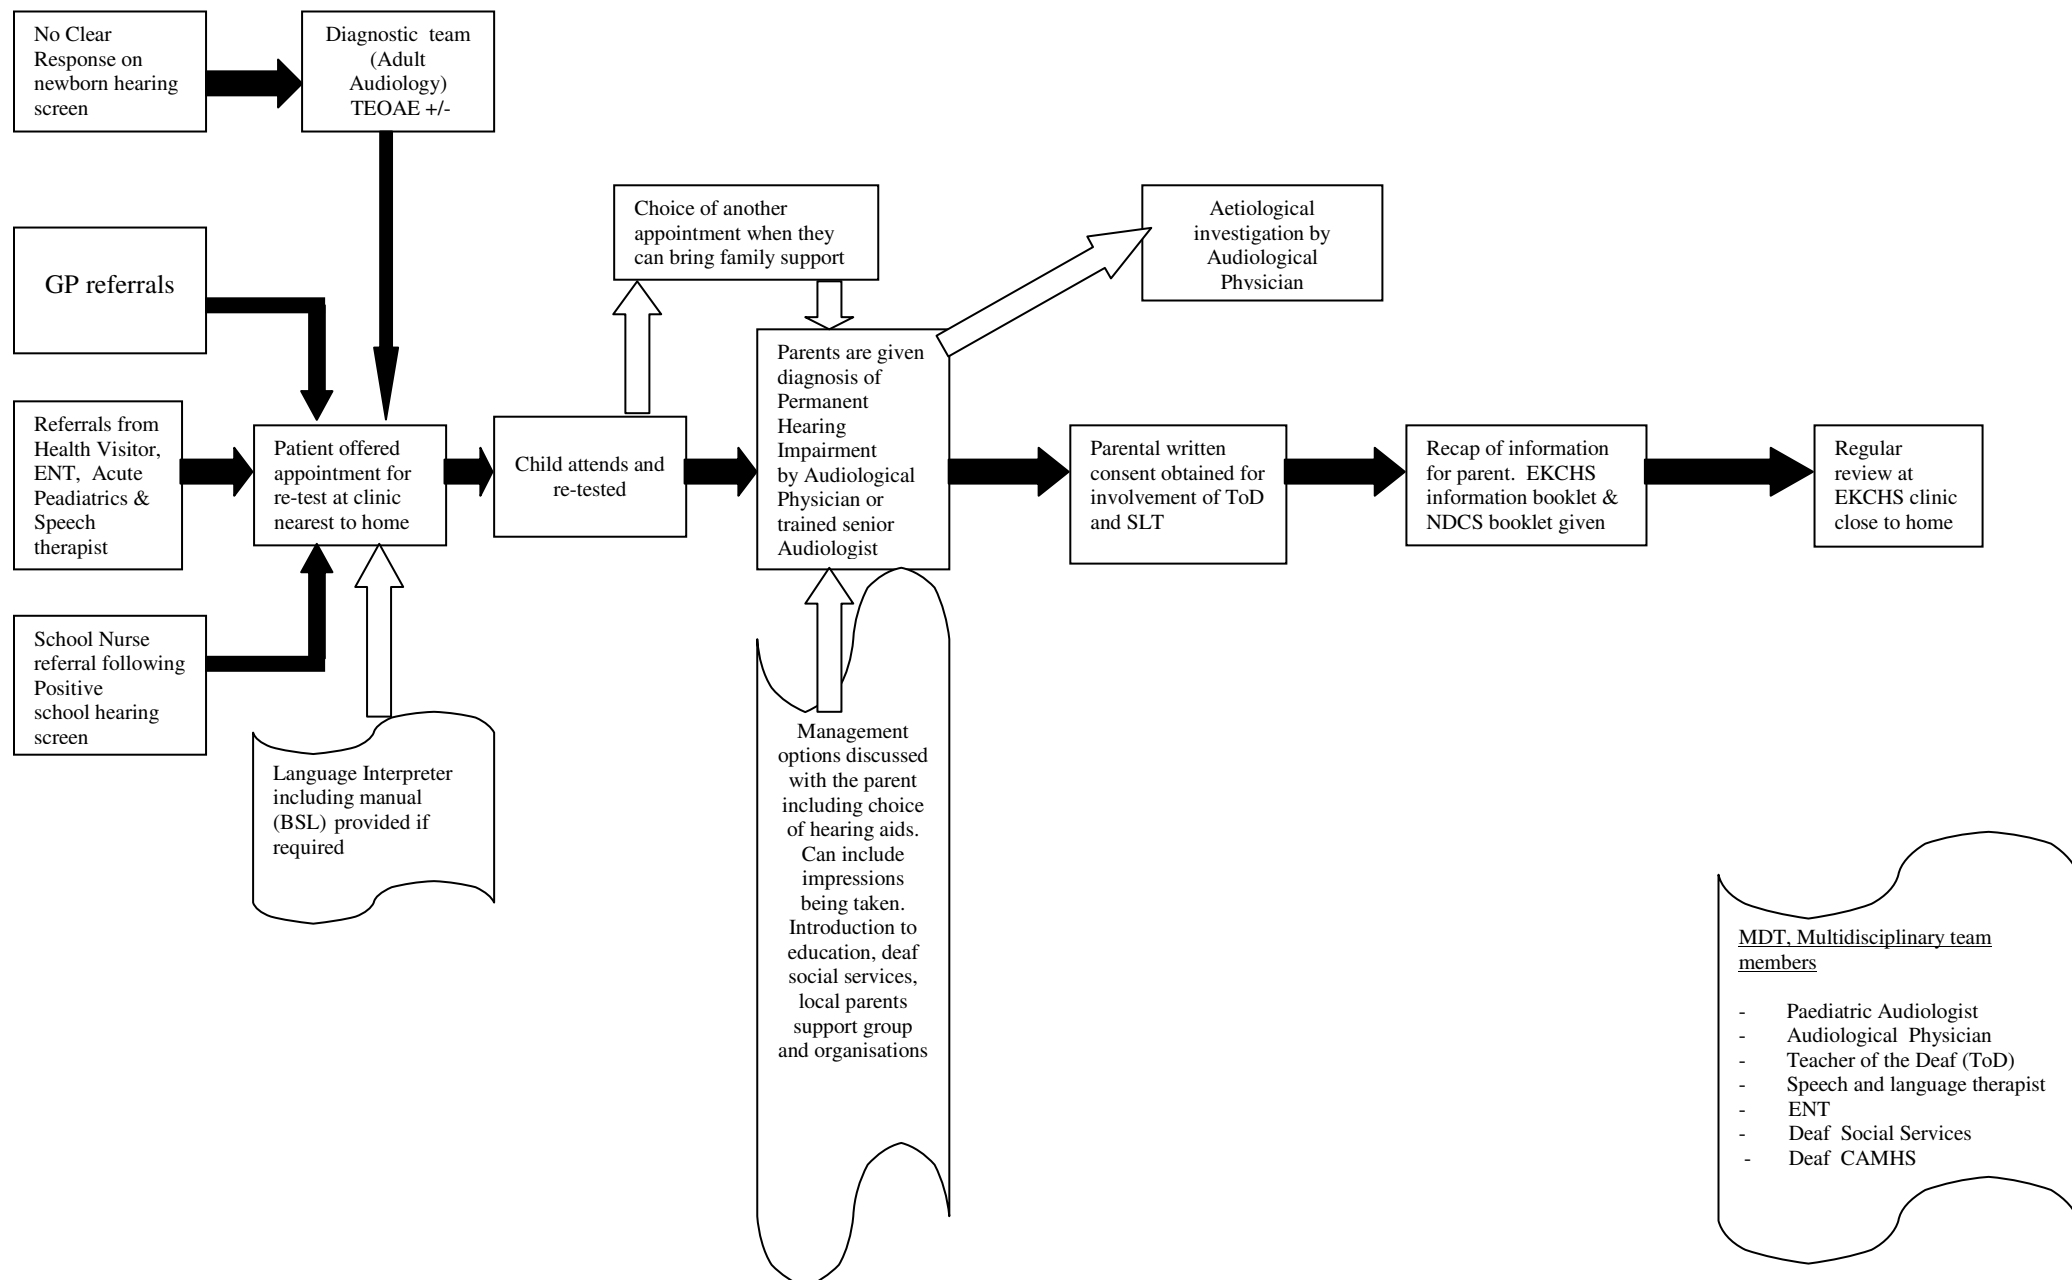 No Clear
Response on
newborn hearing
screen
Diagnostic team
(Adult
Audiology)
TEOAE +/-
GP referrals
Referrals from
Health Visitor,
ENT, Acute
Peadiatrics &
Speech
therapist
School Nurse
referral following
Positive
school hearing
screen
Patient offered
appointment for
re-test at clinic
nearest to home
Language Interpreter
including manual
(BSL) provided if
required
Child attends and
re-tested
Choice of another
appointment when they
can bring family support
Parents are given
diagnosis of
Permanent
Hearing
Impairment
by Audiological
Physician or
trained senior
Audiologist
Management
options discussed
with the parent
including choice
of hearing aids.
Can include
impressions
being taken.
Introduction to
education, deaf
social services,
local parents
support group
and organisations
Aetiological
investigation by
Audiological
Physician
Parental written
consent obtained for
involvement of ToD
and SLT
Recap of information
for parent. EKCHS
information booklet &
NDCS booklet given
Regular
review at
EKCHS clinic
close to home
MDT, Multidisciplinary team
members
- Paediatric Audiologist
- Audiological Physician
- Teacher of the Deaf (ToD)
- Speech and language therapist
- ENT
- Deaf Social Services
- Deaf CAMHS